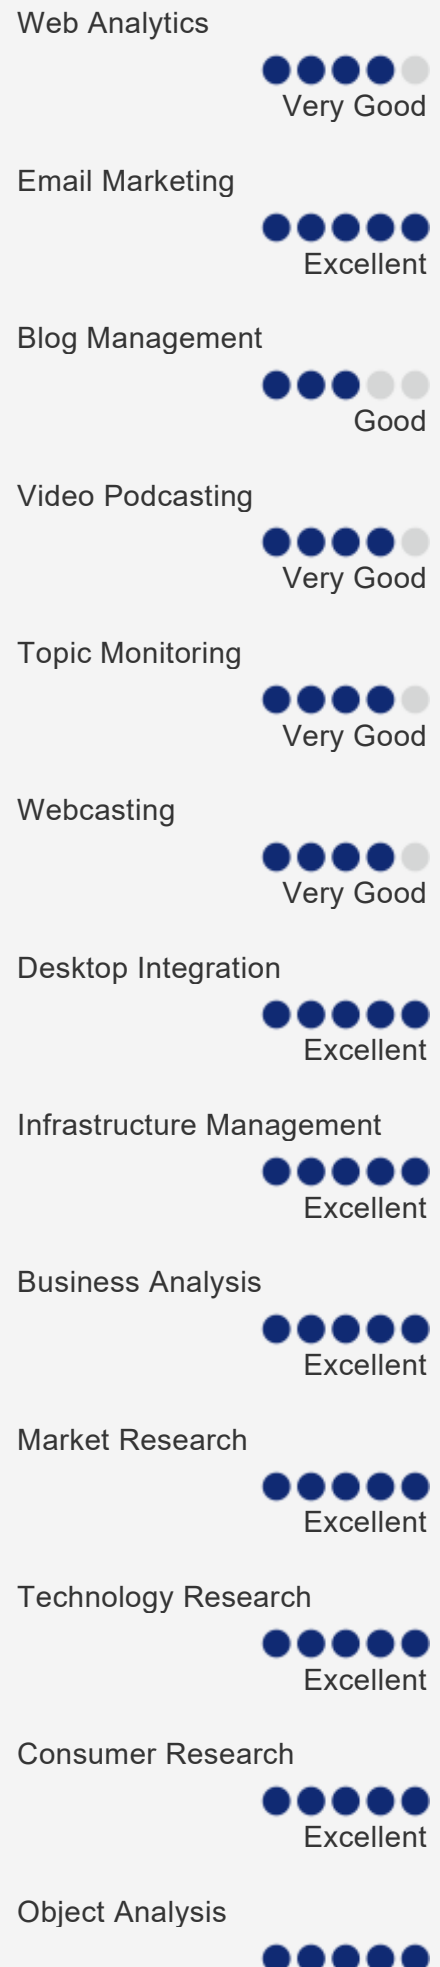 Web Analytics
Very Good
Email Marketing
Excellent
Blog Management
Good
Video Podcasting
Very Good
Topic Monitoring
Very Good
Webcasting
Very Good
Desktop Integration
Excellent
Infrastructure Management
Excellent
Business Analysis
Excellent
Market Research
Excellent
Technology Research
Excellent
Consumer Research
Excellent
Object Analysis